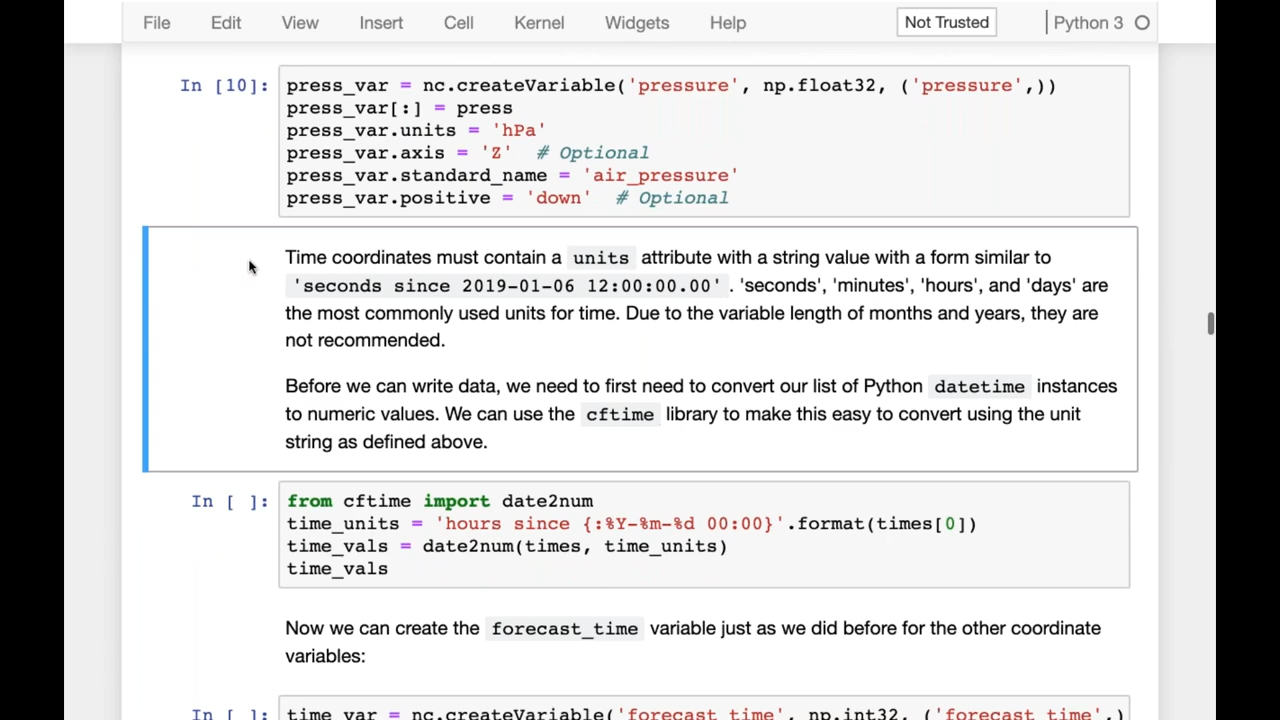 File Edit View Insert Cell Kernel Widgets Help Not Trusted Python 3
In [10]: press_var = nc.createVariable('pressure', np.float32, ('pressure',))
press_var[:] = press
press_var.units = 'hPa'
press_var.axis = 'Z'  # Optional
press_var.standard_name = 'air_pressure'
press_var.positive = 'down'  # Optional
Time coordinates must contain a units attribute with a string value with a form similar to
'seconds since 2019-01-06 12:00:00.00' . 'seconds', 'minutes', 'hours', and 'days' are
the most commonly used units for time. Due to the variable length of months and years, they are
not recommended.
Before we can write data, we need to first need to convert our list of Python datetime instances
to numeric values. We can use the cftime library to make this easy to convert using the unit
string as defined above.
In [ ]: from cftime import date2num
time_units = 'hours since {:%Y-%m-%d 00:00}'.format(times[0])
time_vals = date2num(times, time_units)
time_vals
Now we can create the forecast_time variable just as we did before for the other coordinate
variables:
In [ ]: time_var = nc.createVariable('forecast_time', np.int32, ('forecast_time',)